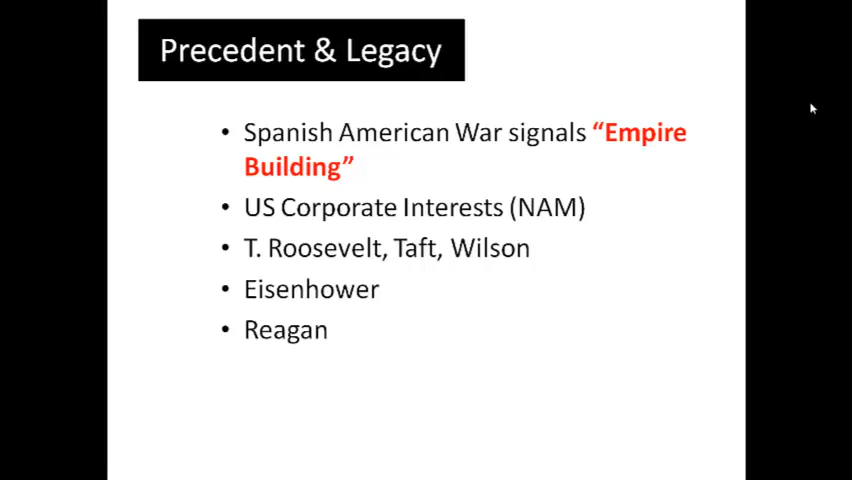 Precedent & Legacy
• Spanish American War signals “Empire
Building”
• US Corporate Interests (NAM)
• T. Roosevelt, Taft, Wilson
• Eisenhower
• Reagan